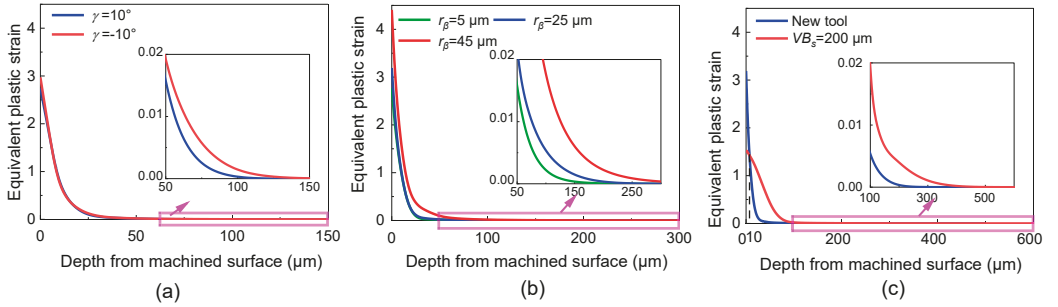 (a)
γ=10°
γ=-10°
Equivalent plastic strain
5
4
3
2
1
0
0.02
0.01
0.00
50
100
150
0
50
100
150
Depth from machined surface (µm)
(a)
(b)
rβ=5 µm
rβ=25 µm
rβ=45 µm
Equivalent plastic strain
4
3
2
1
0
0.02
0.01
0.00
50
150
250
0
100
200
300
Depth from machined surface (µm)
(b)
(c)
New tool
VBs=200 µm
Equivalent plastic strain
4
3
2
1
0
0.02
0.01
0.00
100
300
500
010
200
400
600
Depth from machined surface (µm)
(c)